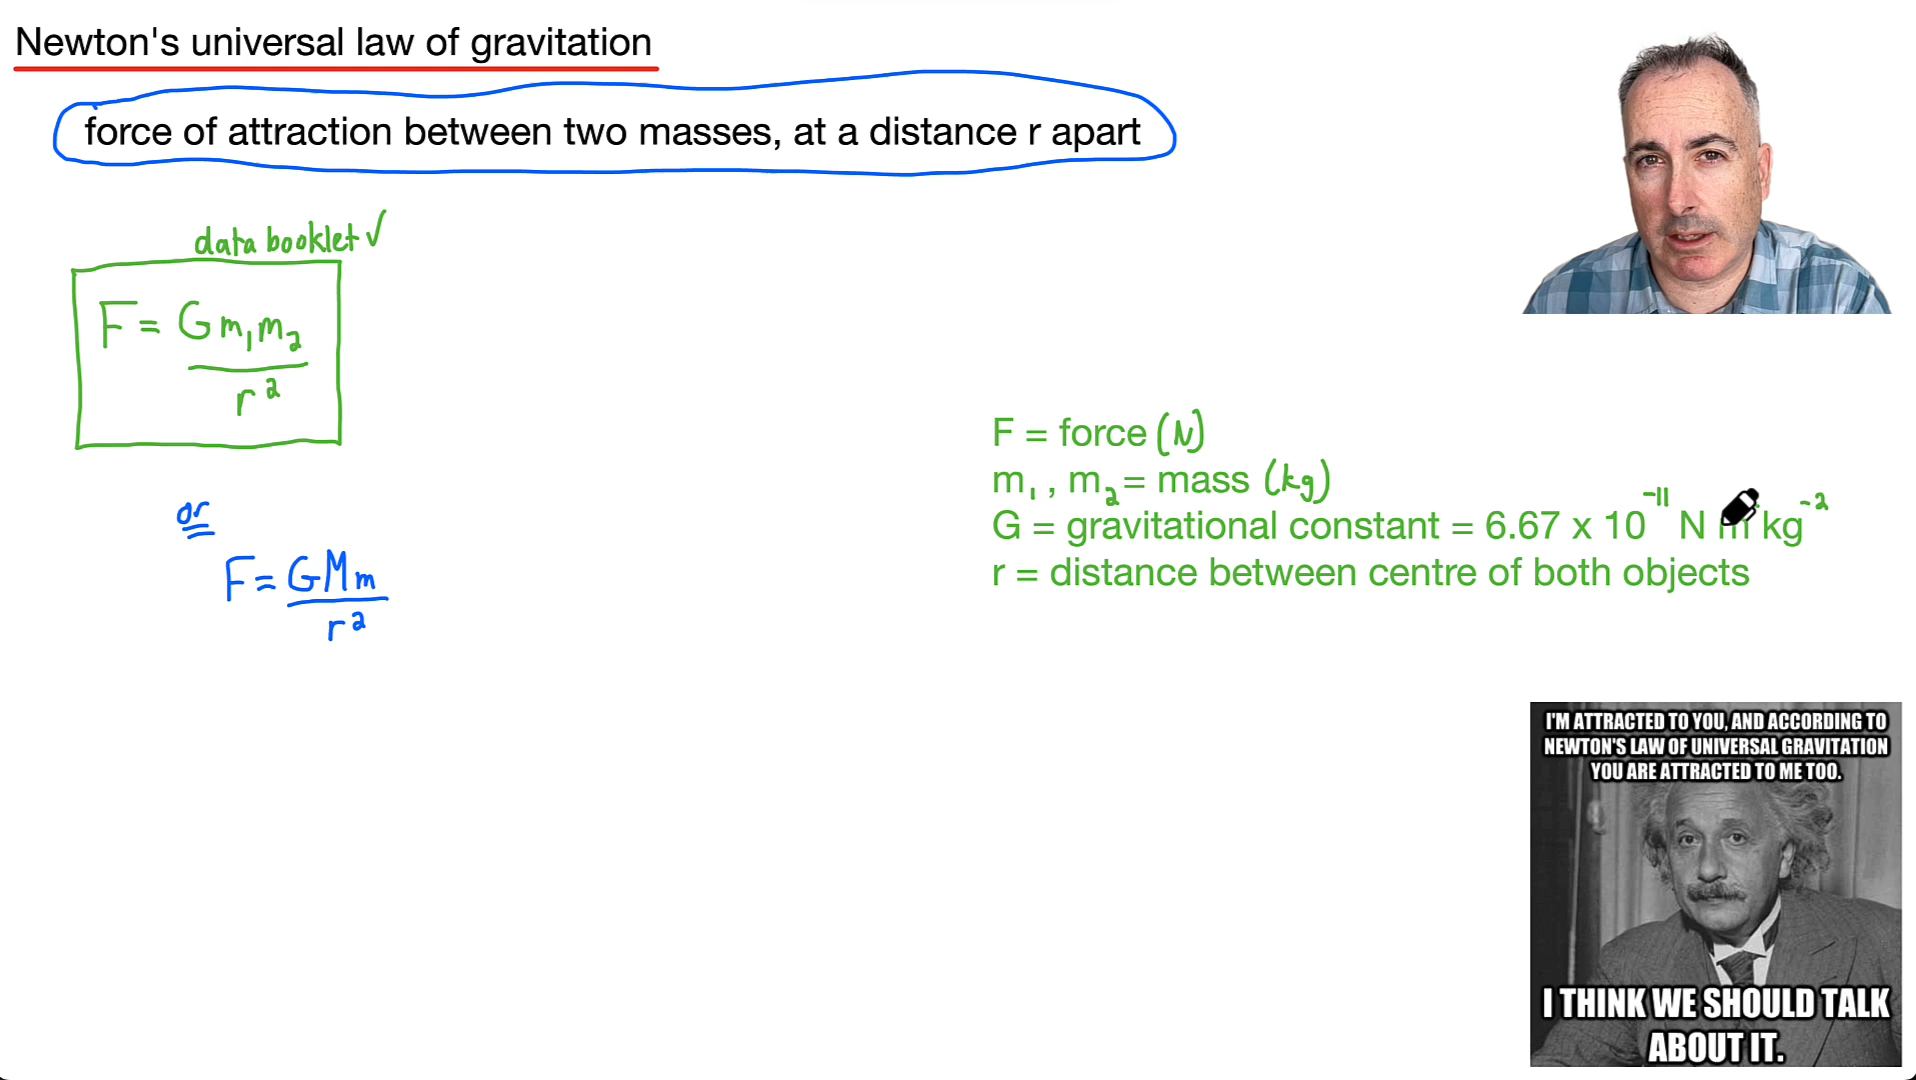 Newton's universal law of gravitation
force of attraction between two masses, at a distance r apart
data booklet ✓
F = Gm₁m₂
r²
or
F = GMm
r²
F = force (N)
m₁ , m₂ = mass (kg)
G = gravitational constant = 6.67 x 10⁻¹¹ N m kg⁻²
r = distance between centre of both objects
I'M ATTRACTED TO YOU, AND ACCORDING TO
NEWTON'S LAW OF UNIVERSAL GRAVITATION
YOU ARE ATTRACTED TO ME TOO.
I THINK WE SHOULD TALK
ABOUT IT.